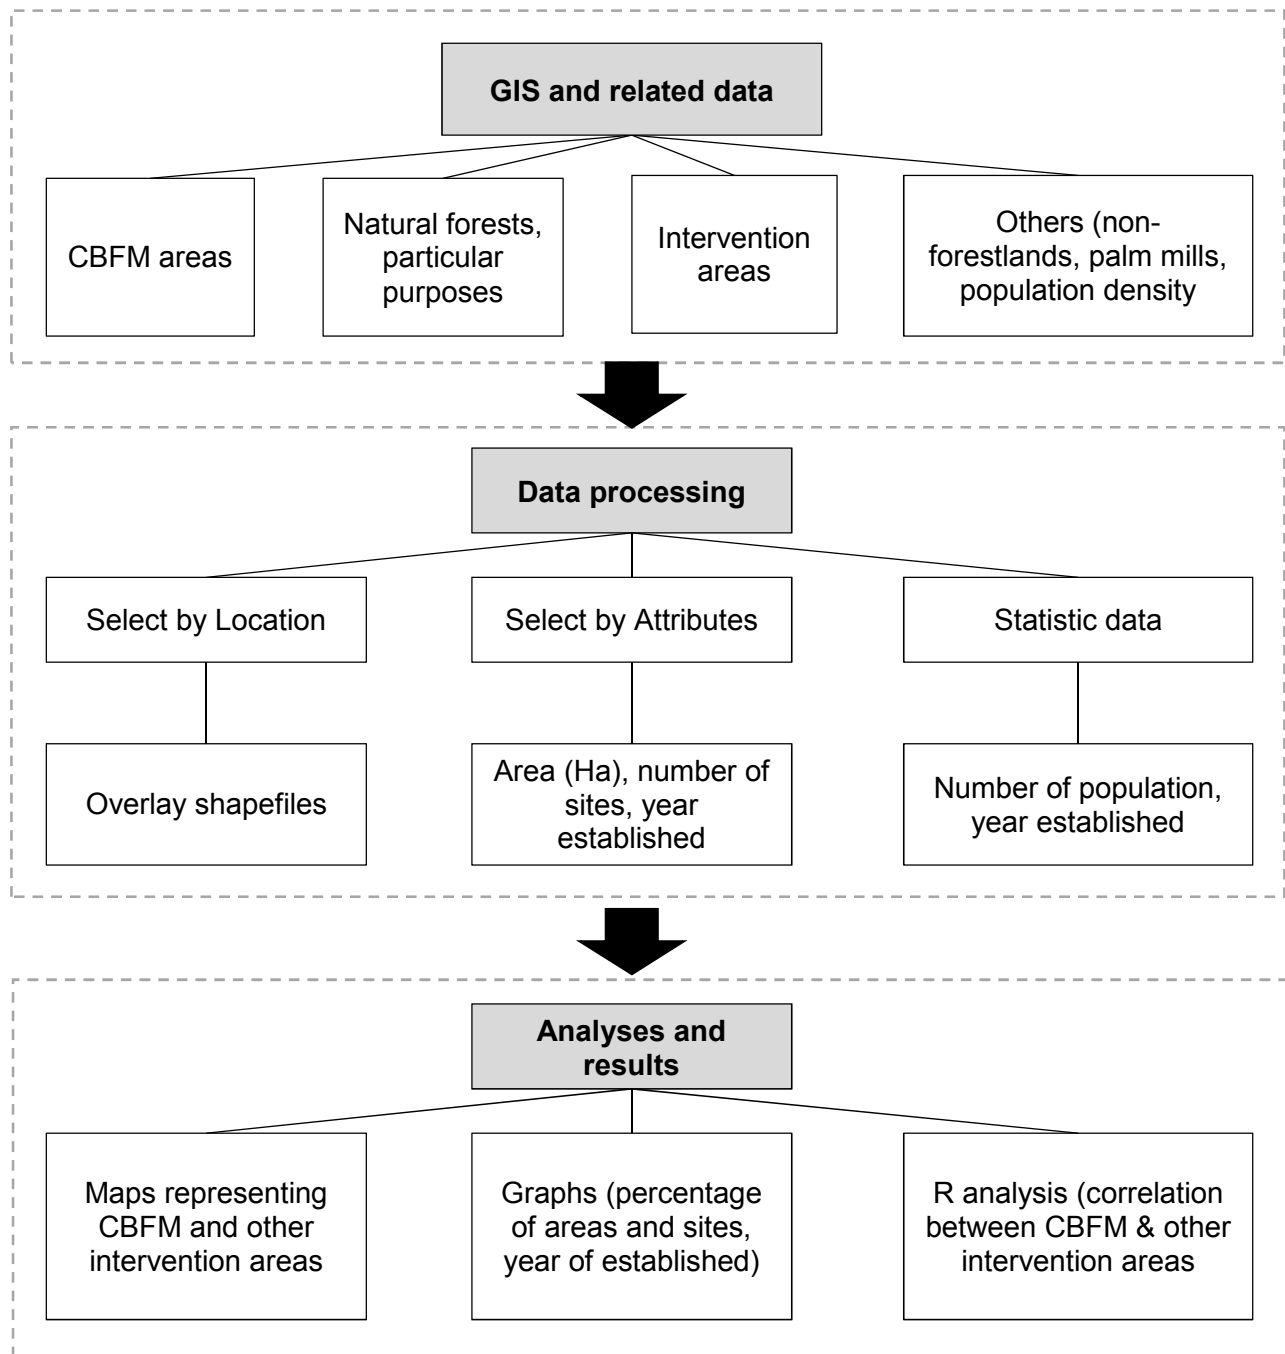 GIS and related data
CBFM areas
Natural forests,
particular
purposes
Intervention
areas
Others (non-
forestlands, palm mills,
population density
Data processing
Select by Location
Select by Attributes
Statistic data
Overlay shapefiles
Area (Ha), number of
sites, year
established
Number of population,
year established
Analyses and
results
Maps representing
CBFM and other
intervention areas
Graphs (percentage
of areas and sites,
year of established)
R analysis (correlation
between CBFM & other
intervention areas